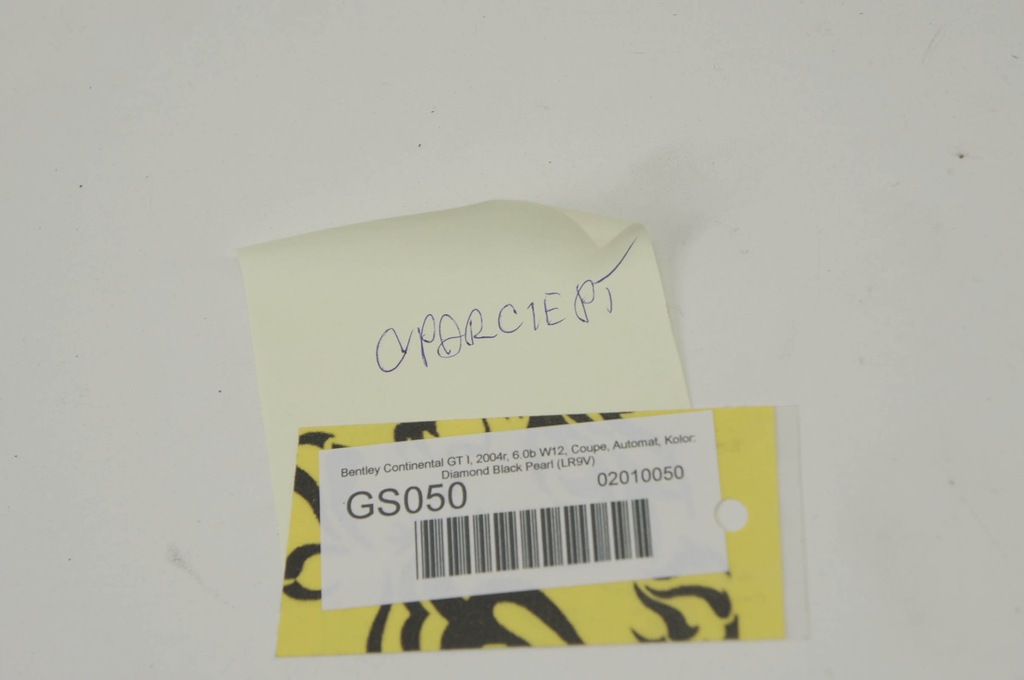 OPARCIE PT
Bentley Continental GT I, 2004r, 6.0b W12, Coupe, Automat, Kolor:
Diamond Black Pearl (LR9V)
GS050 02010050